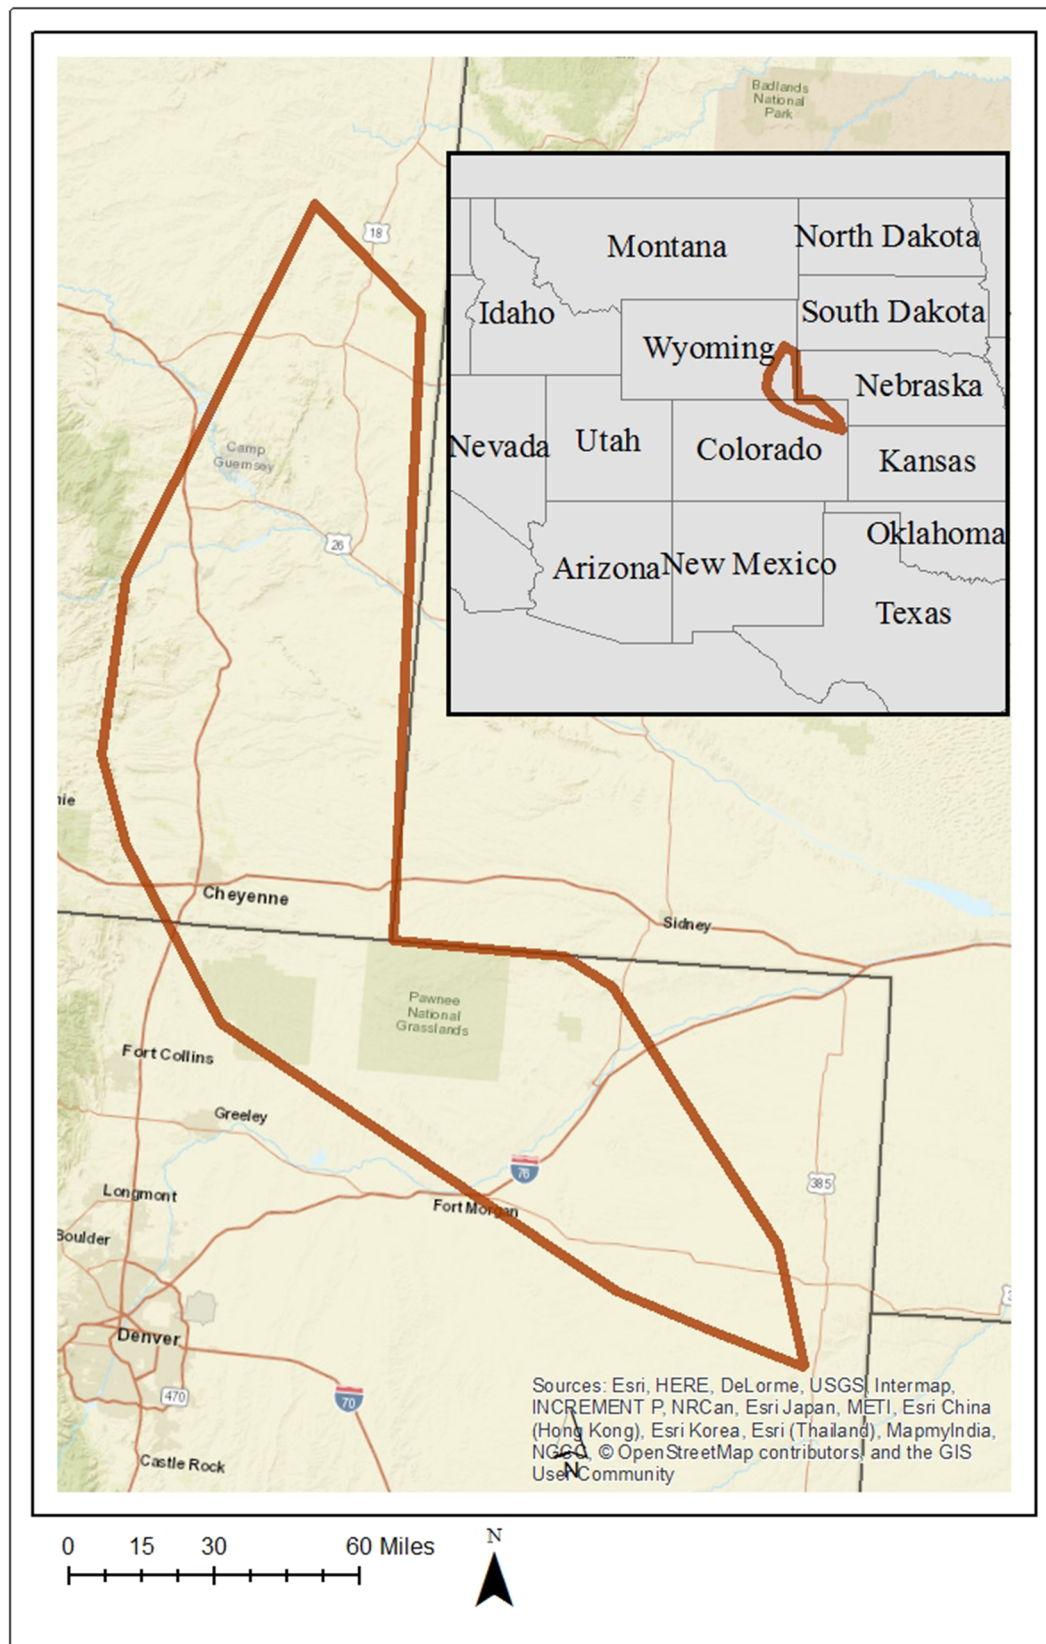 Badlands
National
Park
18
Montana
North Dakota
Idaho
South Dakota
Wyoming
Nebraska
Nevada
Utah
Colorado
Kansas
Oklahoma
Arizona
New Mexico
Texas
Camp
Guernsey
26
Cheyenne
Sidney
Pawnee
National
Grasslands
Fort Collins
Greeley
76
385
Longmont
Fort Morgan
Boulder
Denver
470
70
Castle Rock
Sources: Esri, HERE, DeLorme, USGS, Intermap,
INCREMENT P, NRCan, Esri Japan, METI, Esri China
(Hong Kong), Esri Korea, Esri (Thailand), MapmyIndia,
NGCC, © OpenStreetMap contributors, and the GIS
User Community
N
0 15 30 60 Miles
N